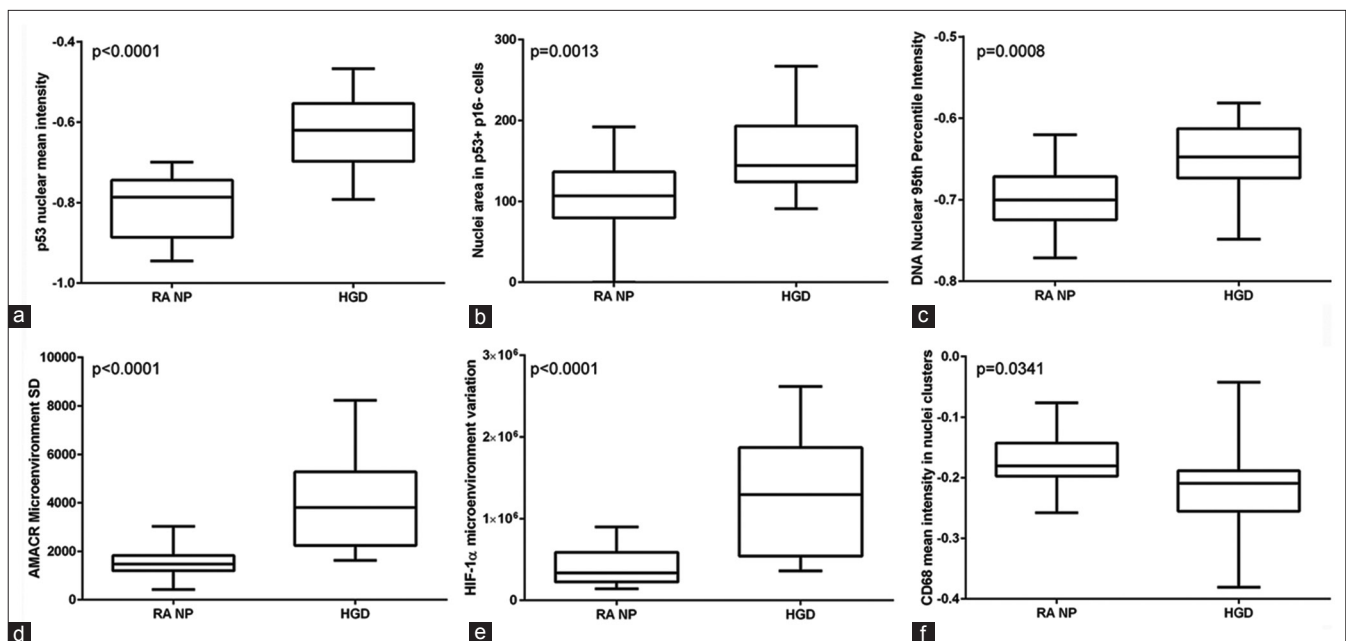 p<0.0001
p53 nuclear mean intensity
-0.4
-0.6
-0.8
-1.0
RA NP
HGD
a
p=0.0013
Nuclei area in p53+ p16- cells
300
200
100
0
RA NP
HGD
b
p=0.0008
DNA Nuclear 95th Percentile Intensity
-0.5
-0.6
-0.7
-0.8
RA NP
HGD
c
p<0.0001
AMACR Microenvironment SD
10000
8000
6000
4000
2000
0
RA NP
HGD
d
p<0.0001
HIF-1α microenvironment variation
3×10⁶
2×10⁶
1×10⁶
0
RA NP
HGD
e
p=0.0341
CD68 mean intensity in nuclei clusters
0.0
-0.1
-0.2
-0.3
-0.4
RA NP
HGD
f